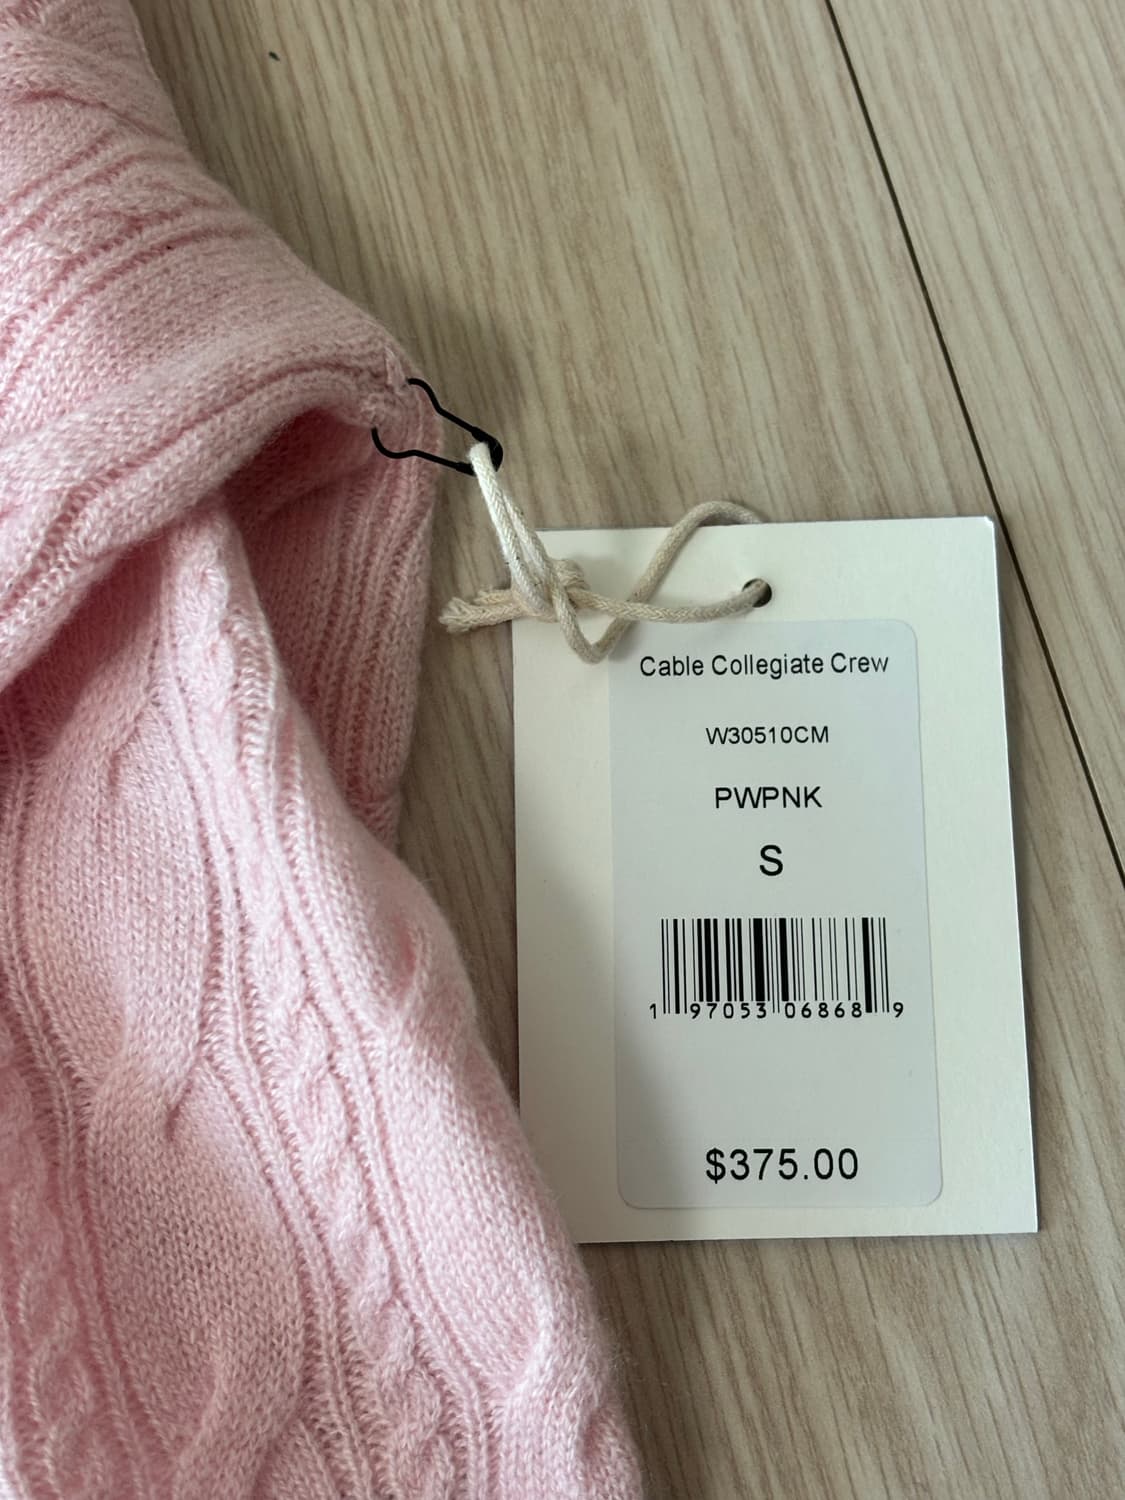 Cable Collegiate Crew
W30510CM
PWPNK
S
1 97053 06868 9
$375.00